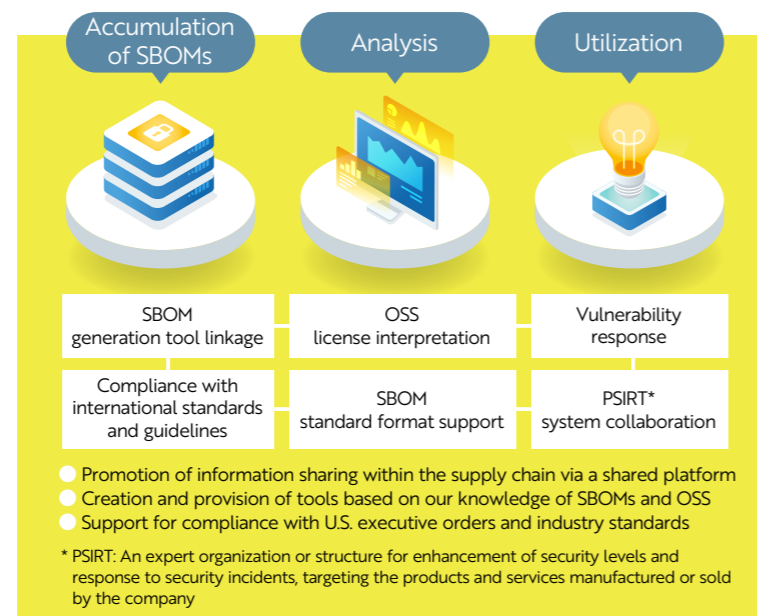 Accumulation
of SBOMs
Analysis
Utilization
SBOM
generation tool linkage
OSS
license interpretation
Vulnerability
response
Compliance with
international standards
and guidelines
SBOM
standard format support
PSIRT*
system collaboration
Promotion of information sharing within the supply chain via a shared platform
Creation and provision of tools based on our knowledge of SBOMs and OSS
Support for compliance with U.S. executive orders and industry standards
* PSIRT: An expert organization or structure for enhancement of security levels and
response to security incidents, targeting the products and services manufactured or sold
by the company